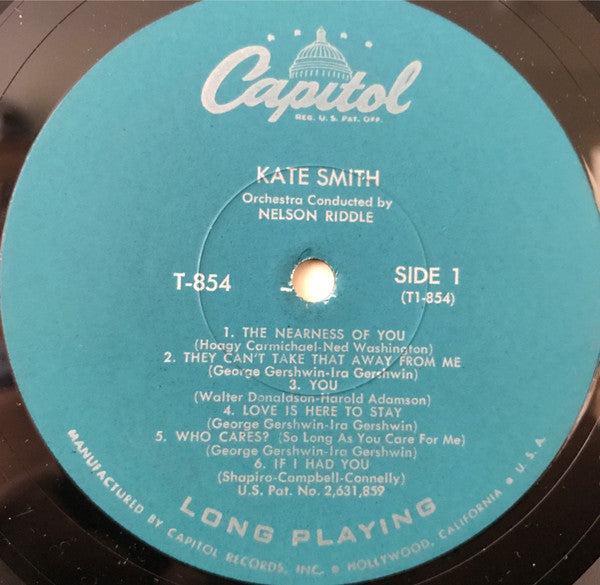 Capitol
REG. U. S. PAT. OFF.
KATE SMITH
Orchestra Conducted by
NELSON RIDDLE
T-854
SIDE 1
(T1-854)
1. THE NEARNESS OF YOU
(Hoagy Carmichael-Ned Washington)
2. THEY CAN'T TAKE THAT AWAY FROM ME
(George Gershwin-Ira Gershwin)
3. YOU
(Walter Donaldson-Harold Adamson)
4. LOVE IS HERE TO STAY
(George Gershwin-Ira Gershwin)
5. WHO CARES? (So Long As You Care For Me)
(George Gershwin-Ira Gershwin)
6. IF I HAD YOU
(Shapiro-Campbell-Connelly)
U.S. Pat. No. 2,631,859
LONG PLAYING
MANUFACTURED BY CAPITOL RECORDS, INC. • HOLLYWOOD, CALIFORNIA • U.S.A.